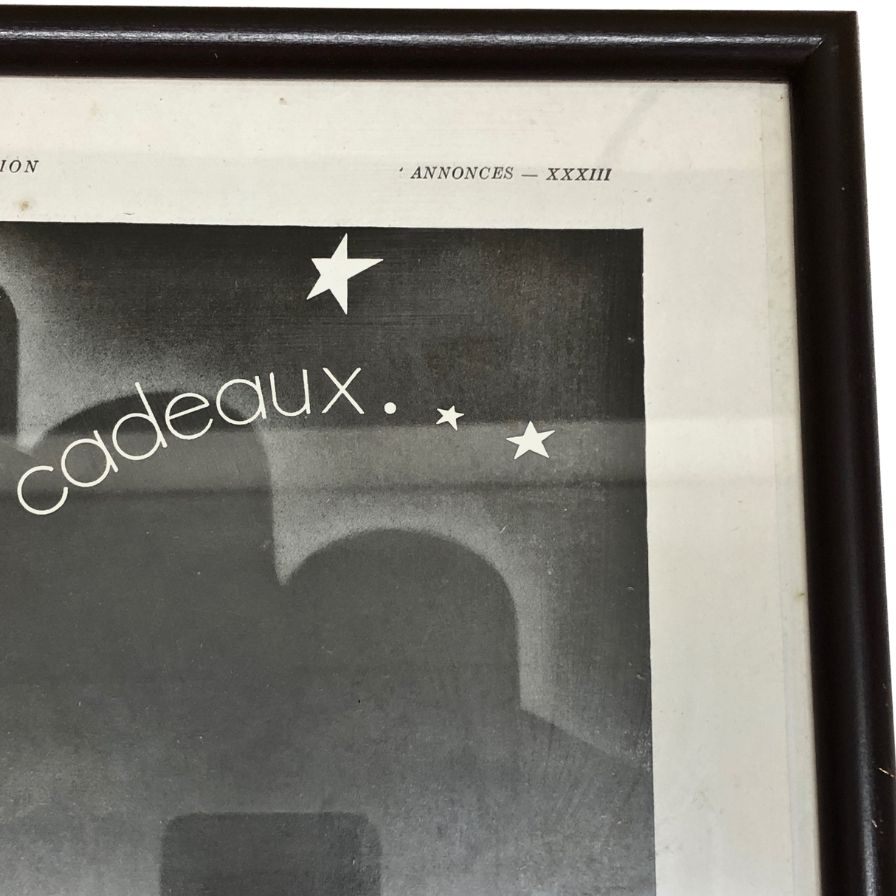 ION
ANNONCES — XXXIII
cadeaux.